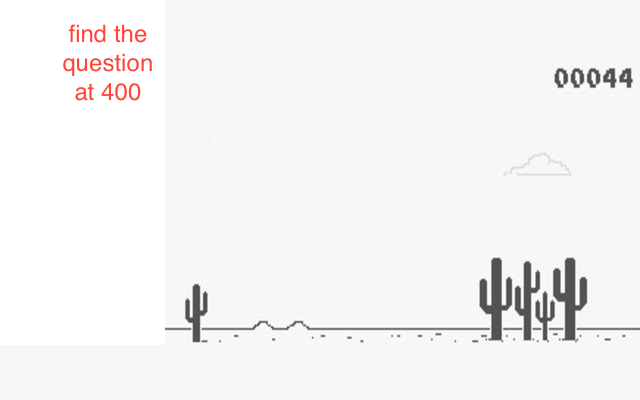 find the
question
at 400
00044